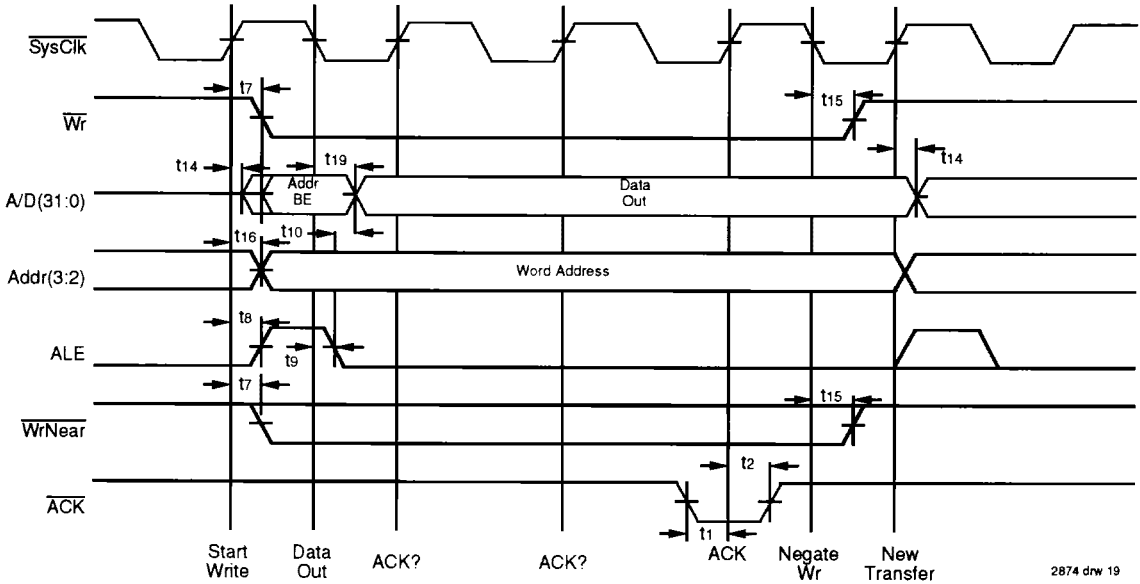 SysClk
t7
t15
Wr
t14
t19
t14
A/D(31:0)
Addr
BE
Data
Out
t16
t10
Addr(3:2)
Word Address
t8
ALE
t9
t7
t15
WrNear
t2
ACK
t1
Start
Write
Data
Out
ACK?
ACK?
ACK
Negate
Wr
New
Transfer
2874 drw 19